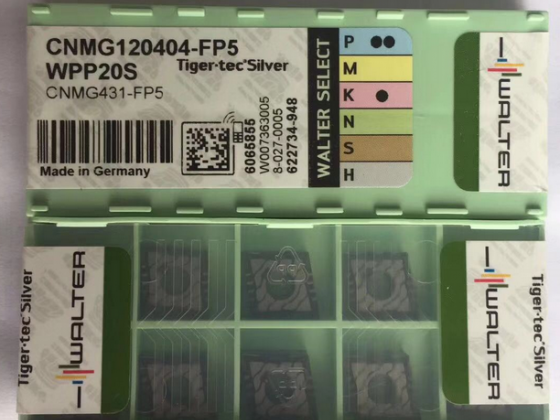 CNMG120404-FP5
WPP20S Tiger·tec®Silver
CNMG431-FP5
Made in Germany
6065855
W007363005
8-027-0005
622734-948
WALTER SELECT
P
M
K
N
S
H
WALTER
Tiger·tec®Silver
WALTER
WALTER
Tiger·tec®Silver